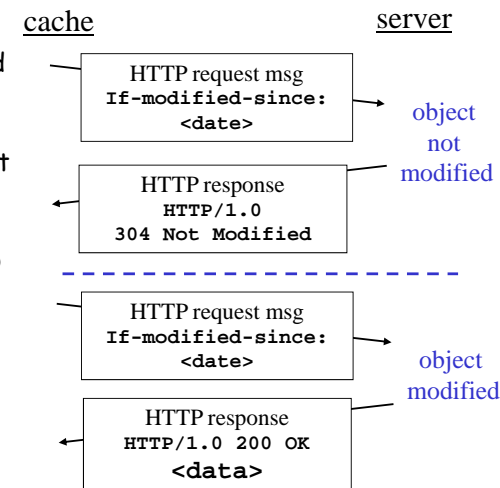 cache
server
HTTP request msg
If-modified-since:
<date>
object
not
modified
HTTP response
HTTP/1.0
304 Not Modified
HTTP request msg
If-modified-since:
<date>
object
modified
HTTP response
HTTP/1.0 200 OK
<data>